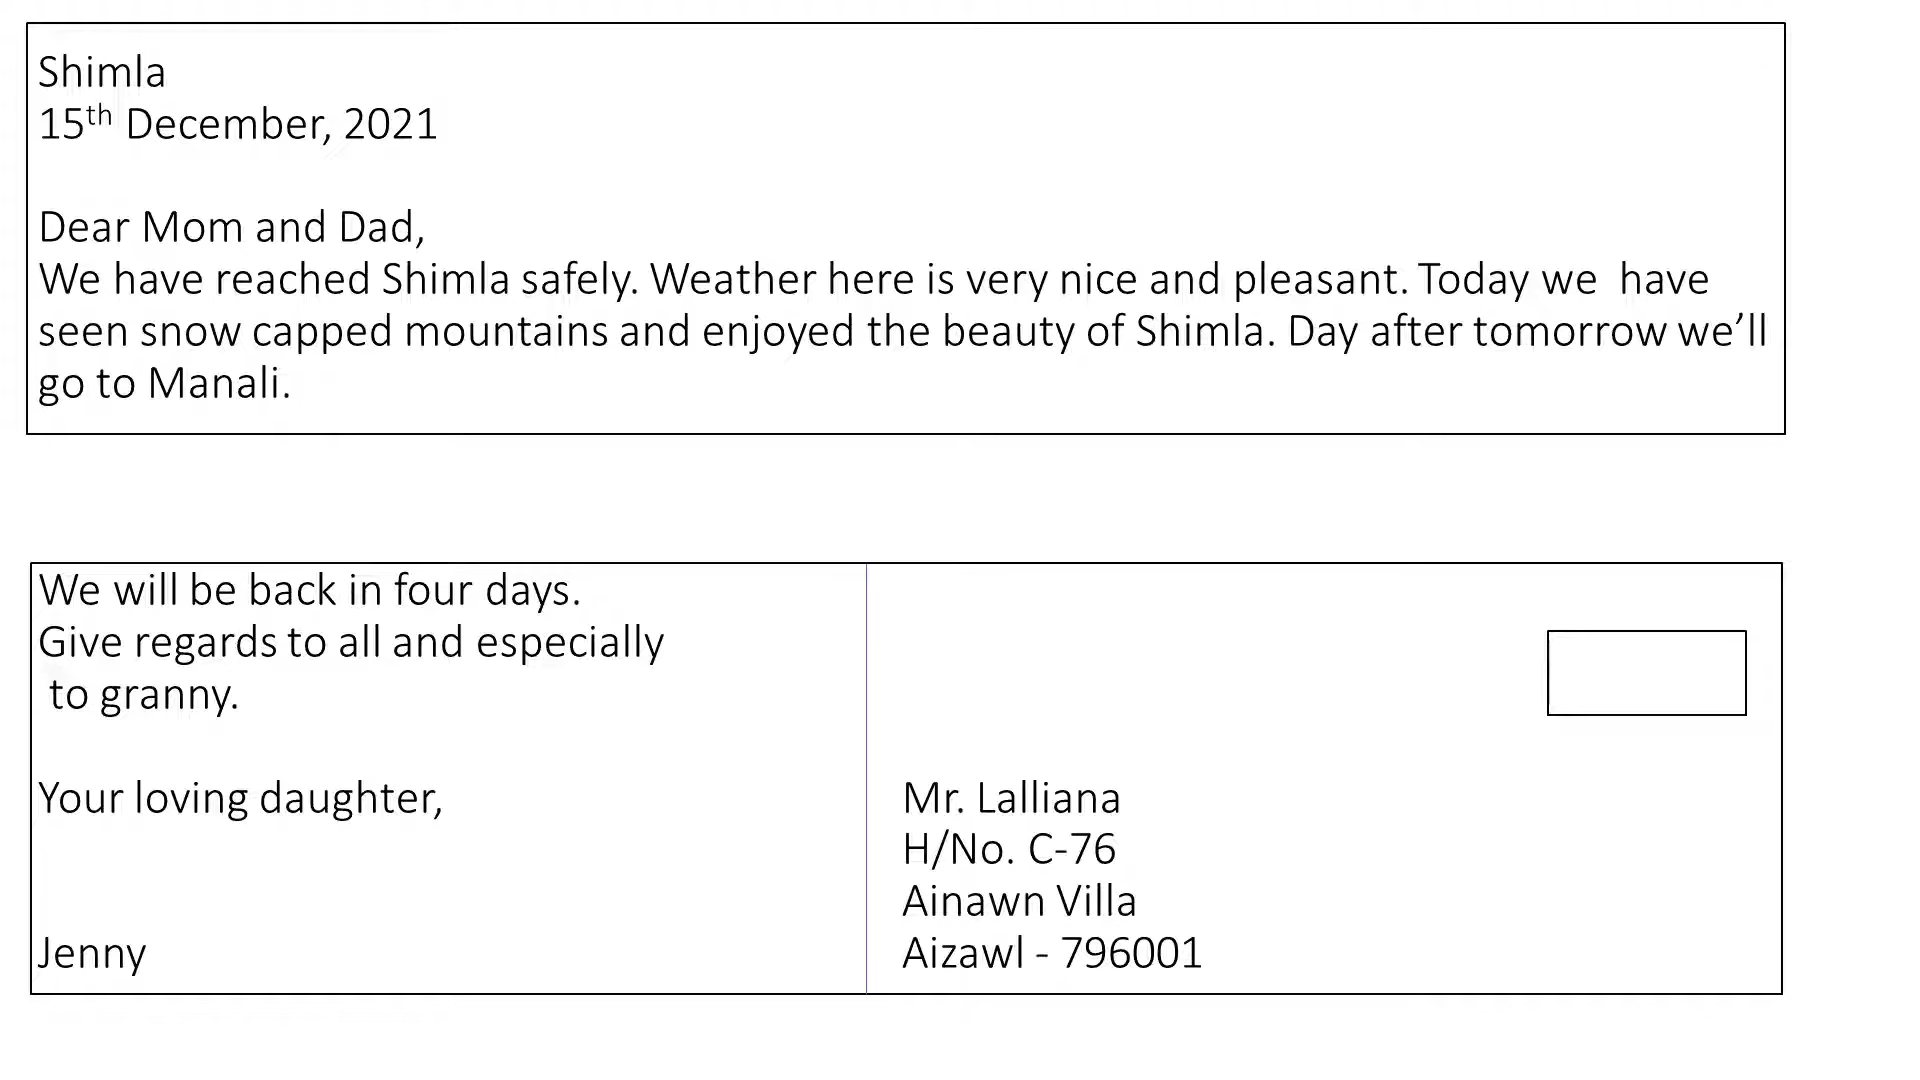 Shimla
15th December, 2021
Dear Mom and Dad,
We have reached Shimla safely. Weather here is very nice and pleasant. Today we  have
seen snow capped mountains and enjoyed the beauty of Shimla. Day after tomorrow we’ll
go to Manali.
We will be back in four days.
Give regards to all and especially
to granny.
Your loving daughter,
Jenny
Mr. Lalliana
H/No. C-76
Ainawn Villa
Aizawl - 796001